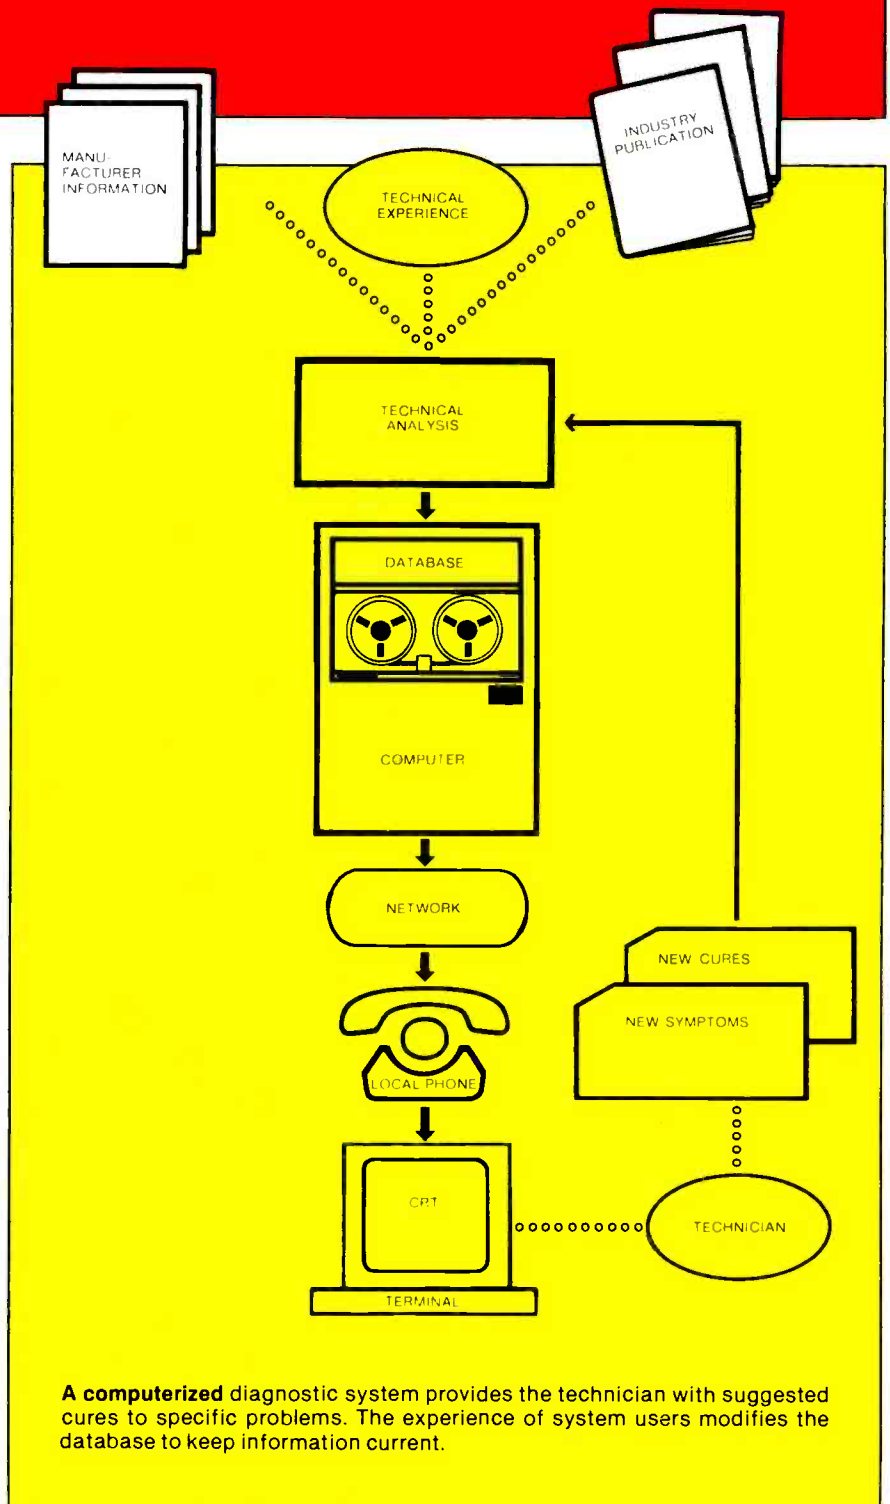 MANU-
FACTURER
INFORMATION
TECHNICAL
EXPERIENCE
INDUSTRY
PUBLICATION
TECHNICAL
ANALYSIS
DATABASE
COMPUTER
NETWORK
NEW CURES
NEW SYMPTOMS
LOCAL PHONE
CRT
TECHNICIAN
TERMINAL
A computerized diagnostic system provides the technician with suggested
cures to specific problems. The experience of system users modifies the
database to keep information current.